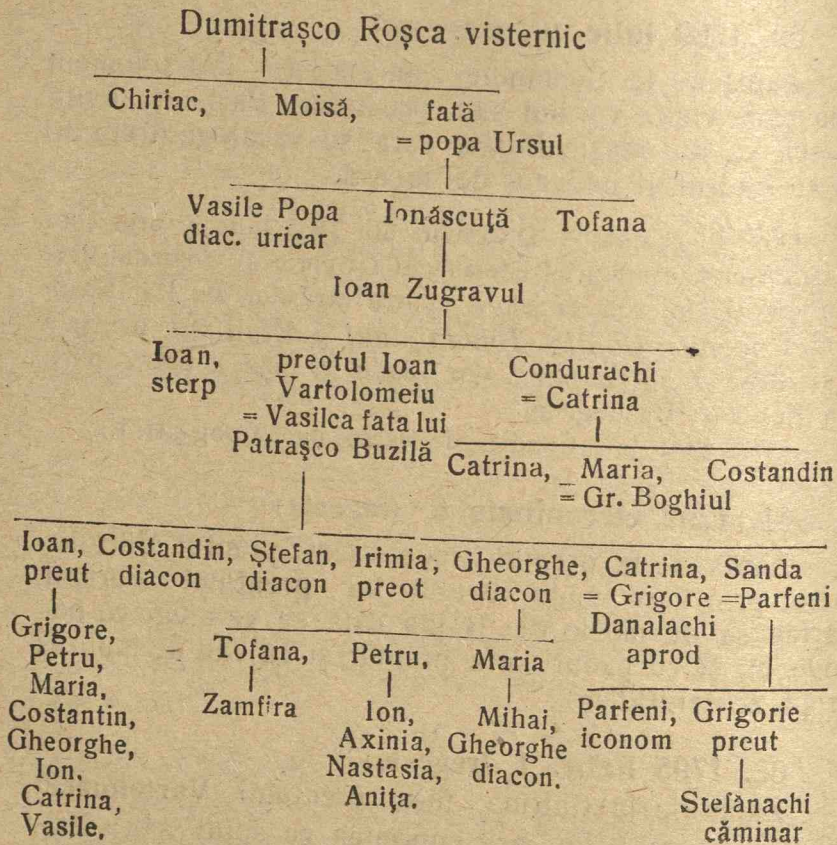 Dumitrașco Roșca visternic
Chiriac, Moisă, fată
= popa Ursul
Vasile Popa Ionăscuță Tofana
diac. uricar
Ioan Zugravul
Ioan, preotul Ioan Condurachi
sterp Vartolomeiu = Catrina
= Vasilca fata lui
Patrașco Buzilă Catrina, Maria, Costandin
= Gr. Boghiul
Ioan, Costandin, Ștefan, Irimia, Gheorghe, Catrina, Sanda
preut diacon diacon preot diacon = Grigore =Parfeni
Danalachi
aprod
Grigore,
Petru,
Maria,
Costantin,
Gheorghe,
Ion.
Catrina,
Vasile.
Tofana, Petru, Maria
Zamfira Ion, Mihai,
Axinia, Gheorghe
Nastasia, diacon.
Anița.
Parfeni, Grigorie
iconom preut
Stefànachi
căminar